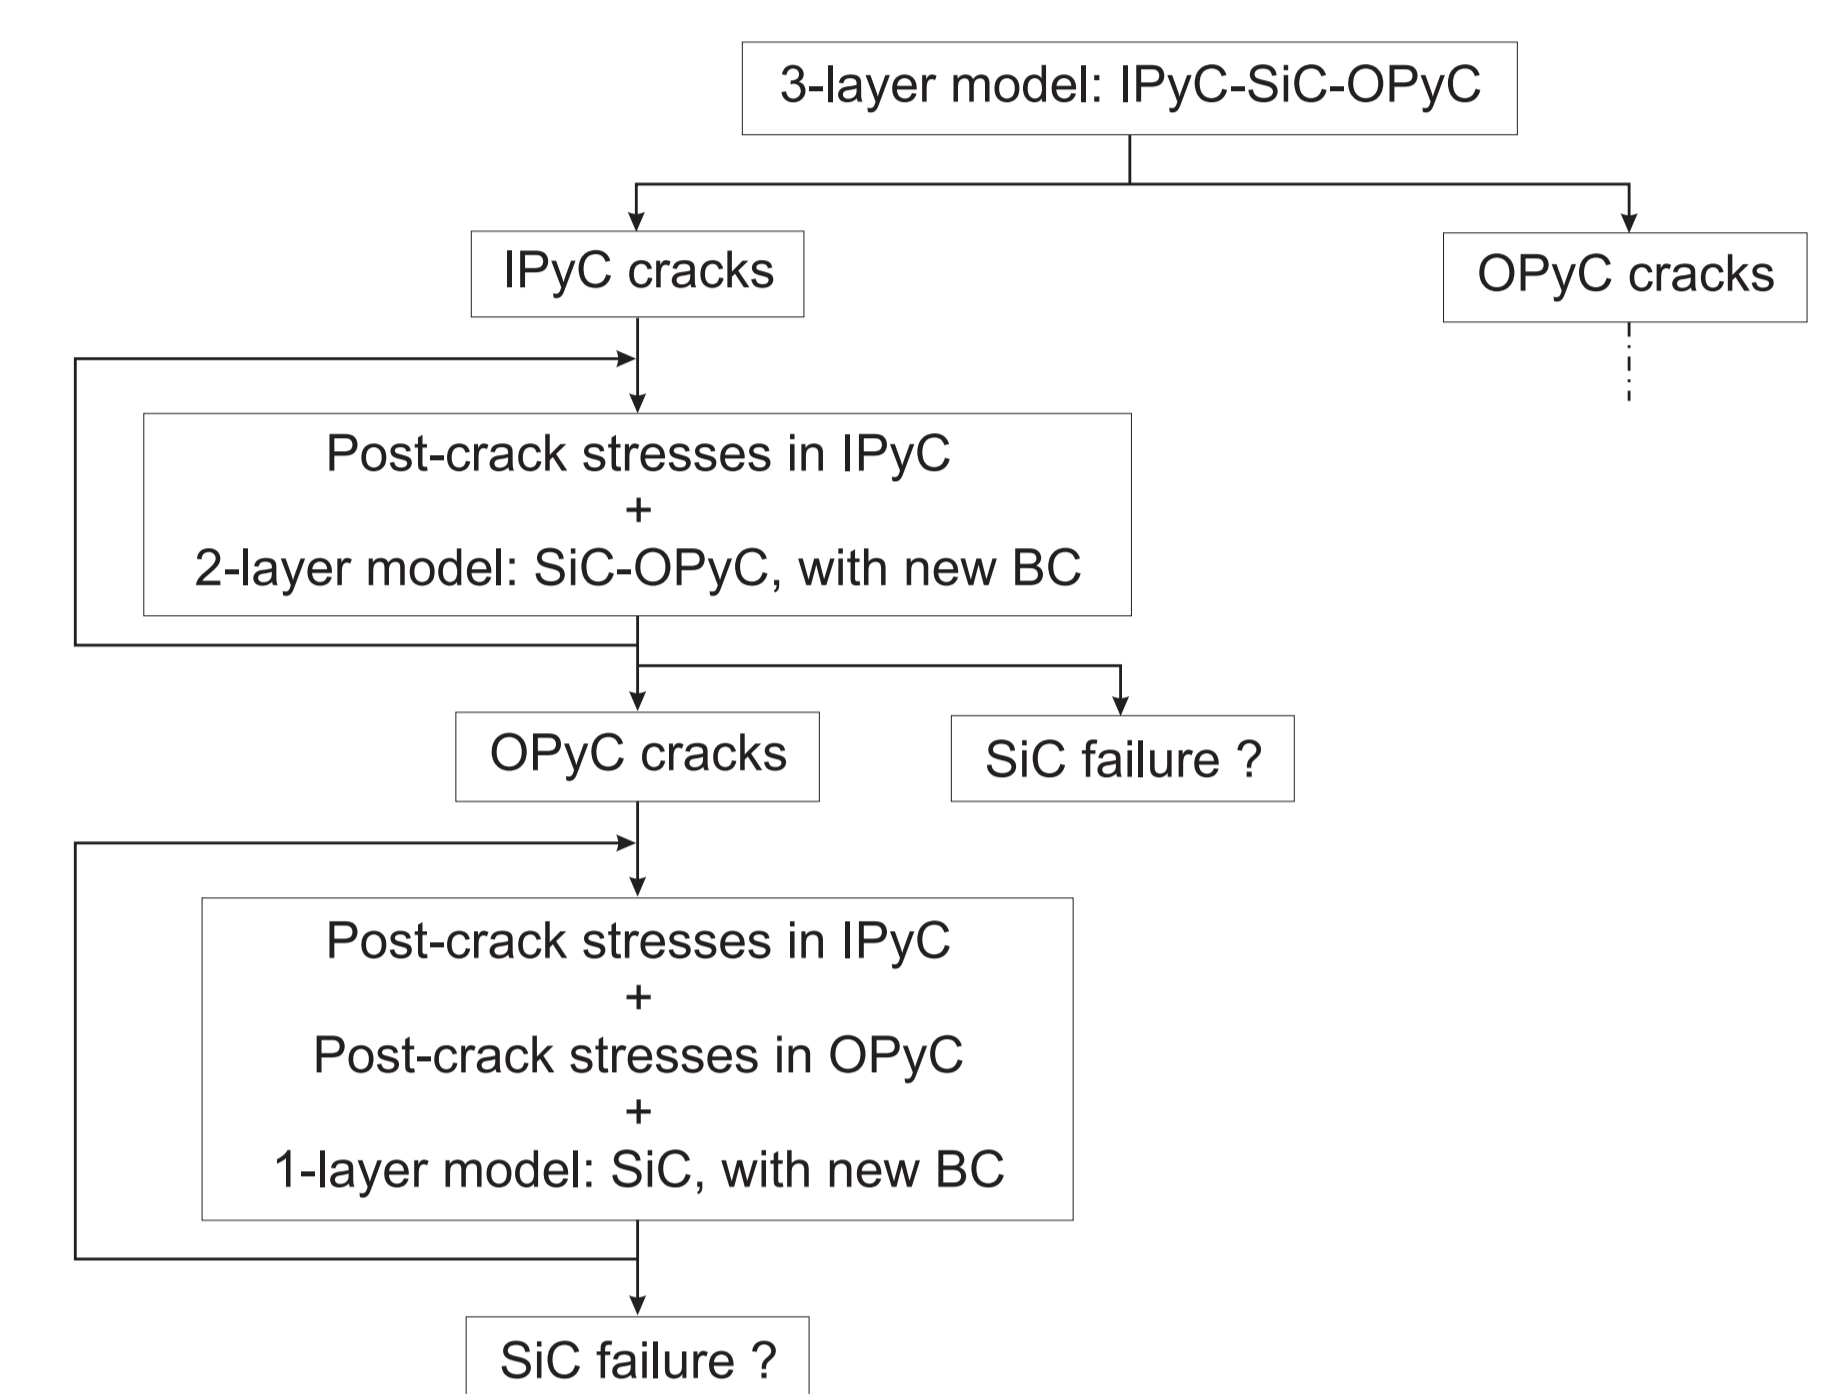 3-layer model: IPyC-SiC-OPyC
IPyC cracks
OPyC cracks
Post-crack stresses in IPyC
+
2-layer model: SiC-OPyC, with new BC
OPyC cracks
SiC failure ?
Post-crack stresses in IPyC
+
Post-crack stresses in OPyC
+
1-layer model: SiC, with new BC
SiC failure ?